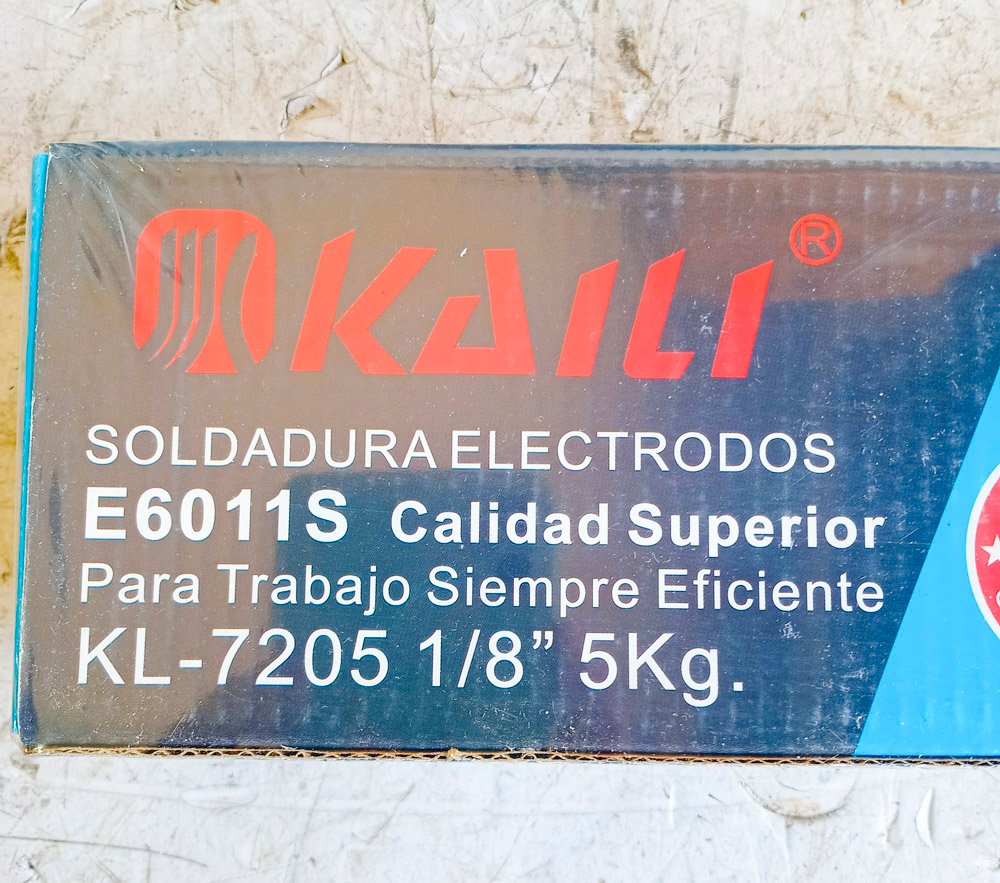 KAILI®
SOLDADURA ELECTRODOS
E6011S Calidad Superior
Para Trabajo Siempre Eficiente
KL-7205 1/8” 5Kg.